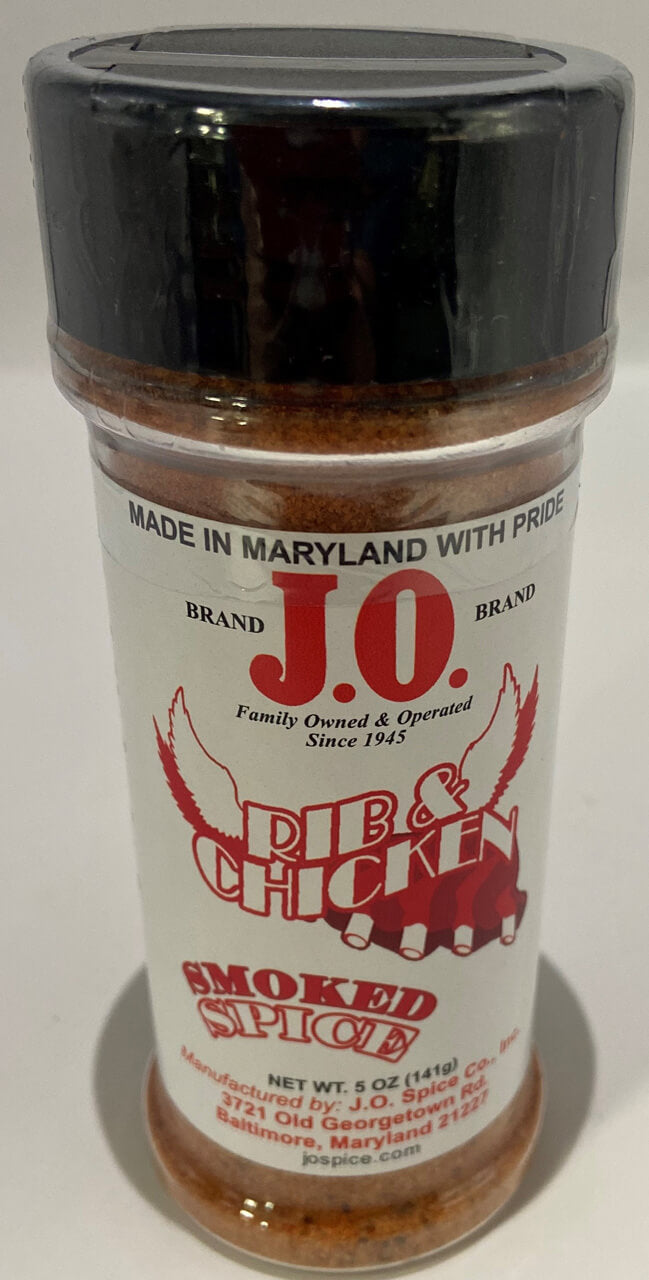 MADE IN MARYLAND WITH PRIDE
BRAND J.O. BRAND
Family Owned & Operated
Since 1945
RIB &
CHICKEN
SMOKED
SPICE
NET WT. 5 OZ (141g)
Manufactured by: J.O. Spice Co., Inc.
3721 Old Georgetown Rd.
Baltimore, Maryland 21227
jospice.com